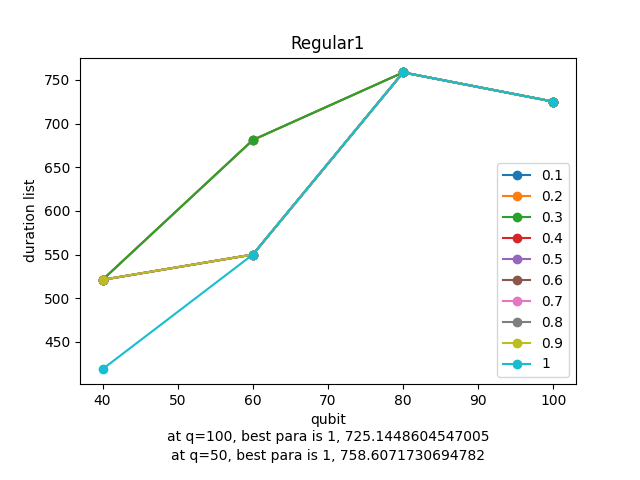 Regular1
duration list
750
700
650
600
550
500
450
0.1
0.2
0.3
0.4
0.5
0.6
0.7
0.8
0.9
1
40 50 60 70 80 90 100
qubit
at q=100, best para is 1, 725.1448604547005
at q=50, best para is 1, 758.6071730694782